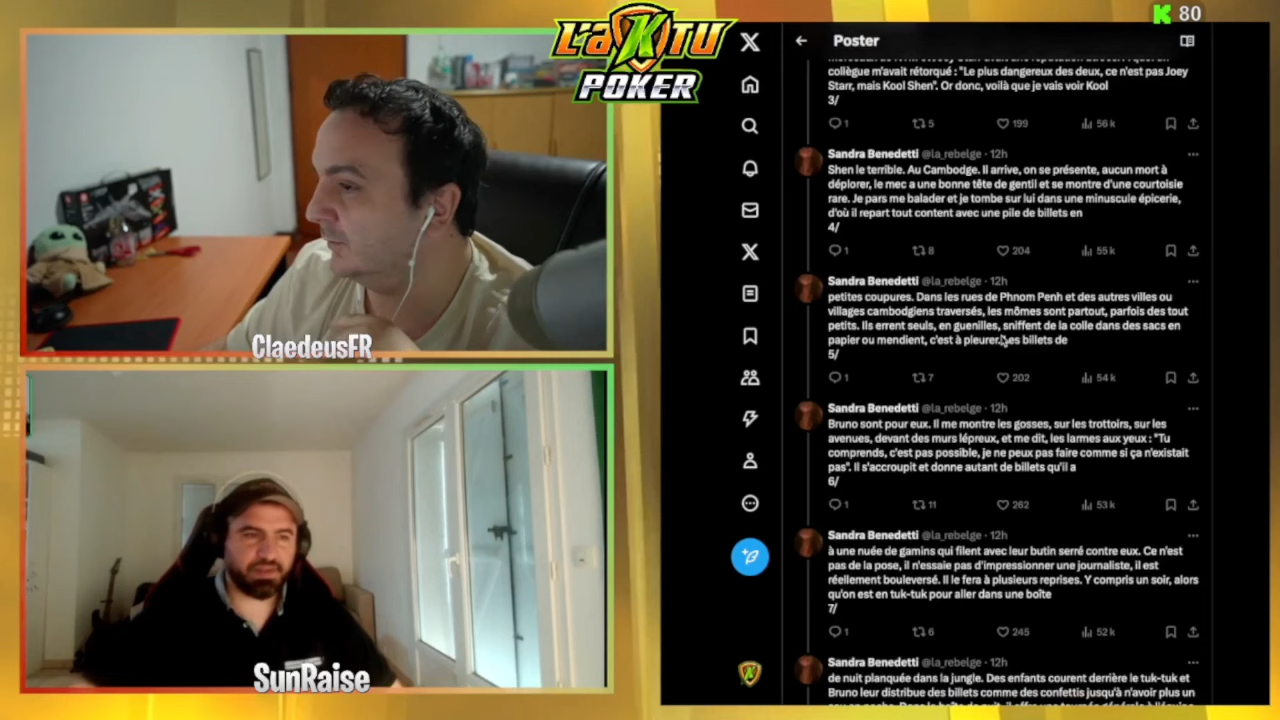 80
L'a K TU
POKER
ClaedeusFR
SunRaise
Poster
collègue m'avait rétorqué : "Le plus dangereux des deux, ce n'est pas Joey
Starr, mais Kool Shen". Or donc, voilà que je vais voir Kool
3/
1 5 199 56 k
Sandra Benedetti @la_rebelge · 12h
Shen le terrible. Au Cambodge. Il arrive, on se présente, aucun mort à
déplorer, le mec a une bonne tête de gentil et se montre d'une courtoisie
rare. Je pars me balader et je tombe sur lui dans une minuscule épicerie,
d'où il repart tout content avec une pile de billets en
4/
1 8 204 55 k
Sandra Benedetti @la_rebelge · 12h
petites coupures. Dans les rues de Phnom Penh et des autres villes ou
villages cambodgiens traversés, les mômes sont partout, parfois des tout
petits. Ils errent seuls, en guenilles, sniffent de la colle dans des sacs en
papier ou mendient, c'est à pleurer. billets de
5/
1 7 202 54 k
Sandra Benedetti @la_rebelge · 12h
Bruno sont pour eux. Il me montre les gosses, sur les trottoirs, sur les
avenues, devant des murs lépreux, et me dit, les larmes aux yeux : "Tu
comprends, c'est pas possible, je ne peux pas faire comme si ça n'existait
pas". Il s'accroupit et donne autant de billets qu'il a
6/
1 11 262 53 k
Sandra Benedetti @la_rebelge · 12h
à une nuée de gamins qui filent avec leur butin serré contre eux. Ce n'est
pas de la pose, il n'essaie pas d'impressionner une journaliste, il est
réellement bouleversé. Il le fera à plusieurs reprises. Y compris un soir, alors
qu'on est en tuk-tuk pour aller dans une boîte
7/
1 6 245 52 k
Sandra Benedetti @la_rebelge · 12h
de nuit planquée dans la jungle. Des enfants courent derrière le tuk-tuk et
Bruno leur distribue des billets comme des confettis jusqu'à n'avoir plus un